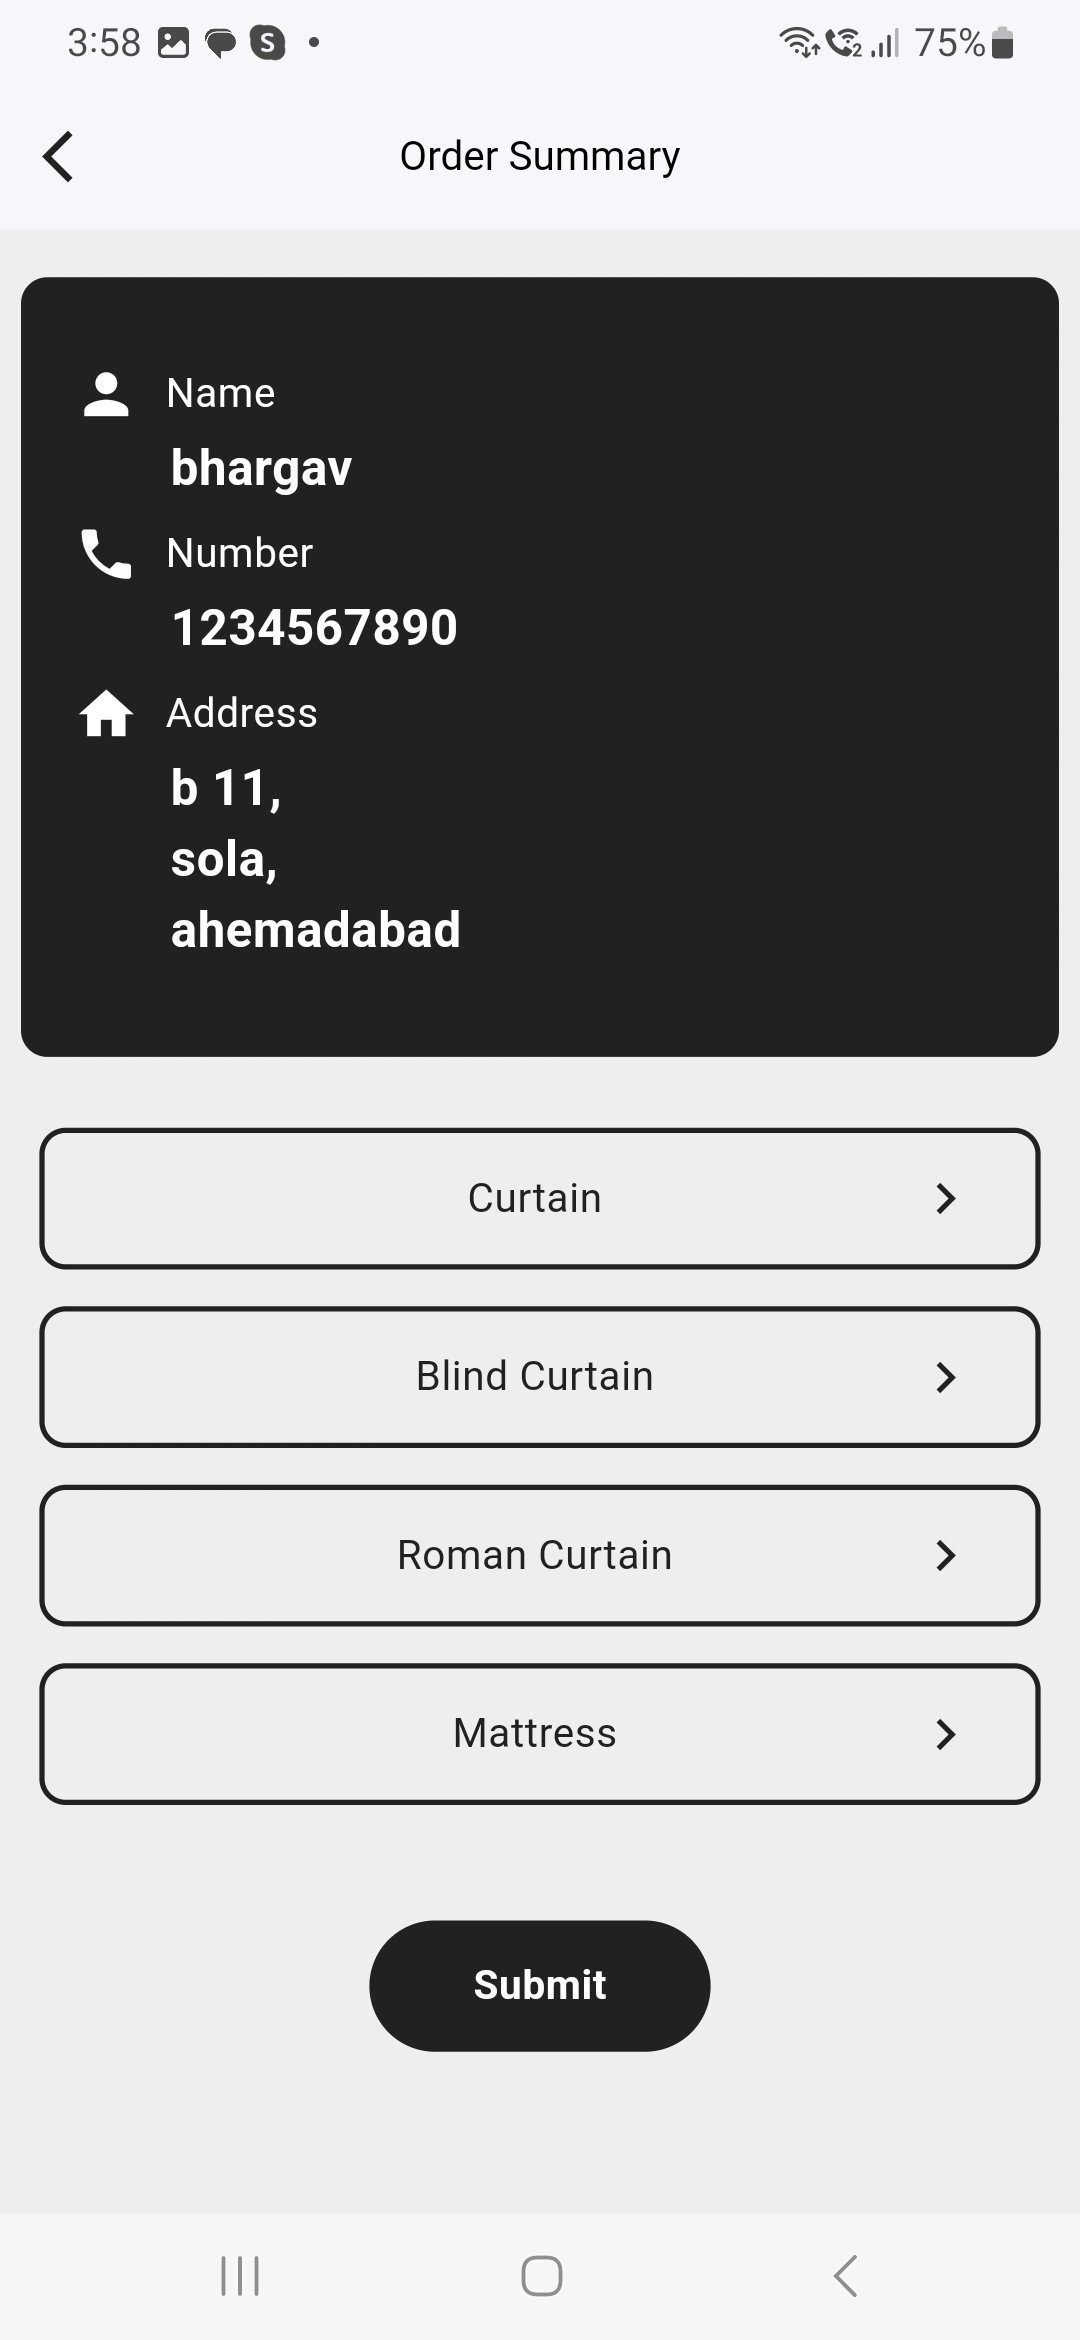 3:58
75%
Order Summary
Name
bhargav
Number
1234567890
Address
b 11,
sola,
ahemadabad
Curtain
Blind Curtain
Roman Curtain
Mattress
Submit